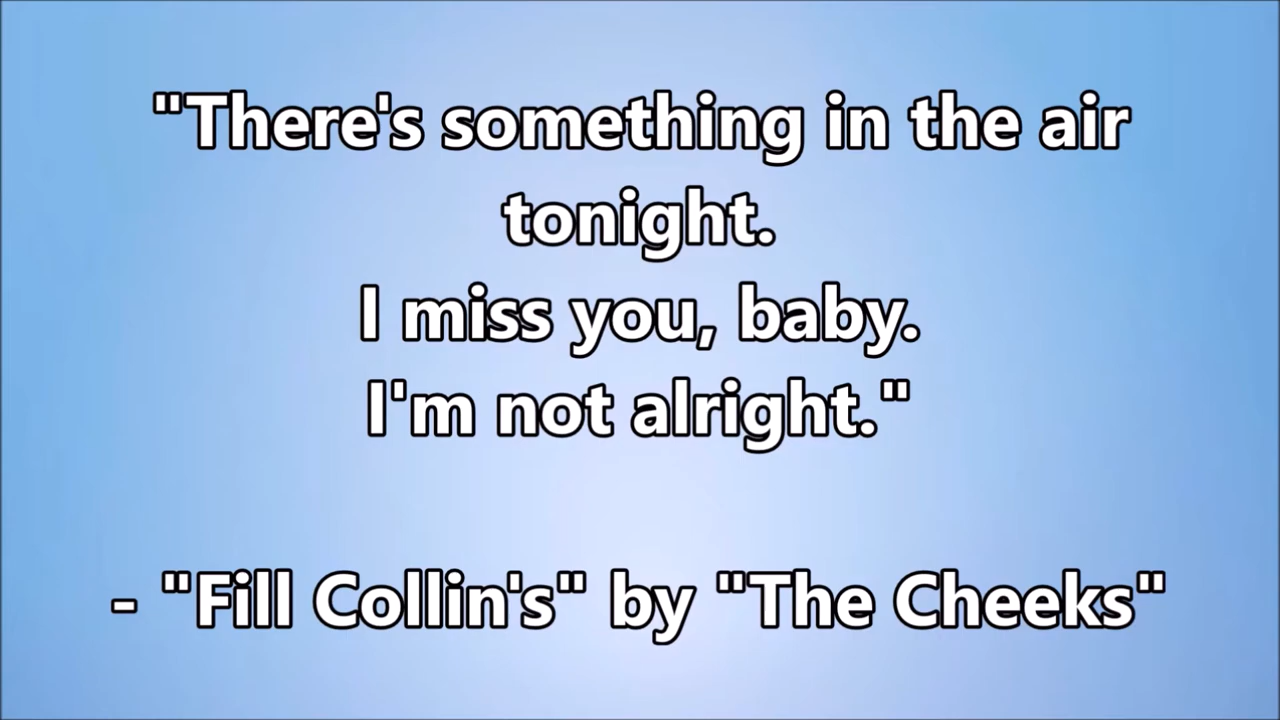 "There's something in the air
tonight.
I miss you, baby.
I'm not alright."
- "Fill Collin's" by "The Cheeks"